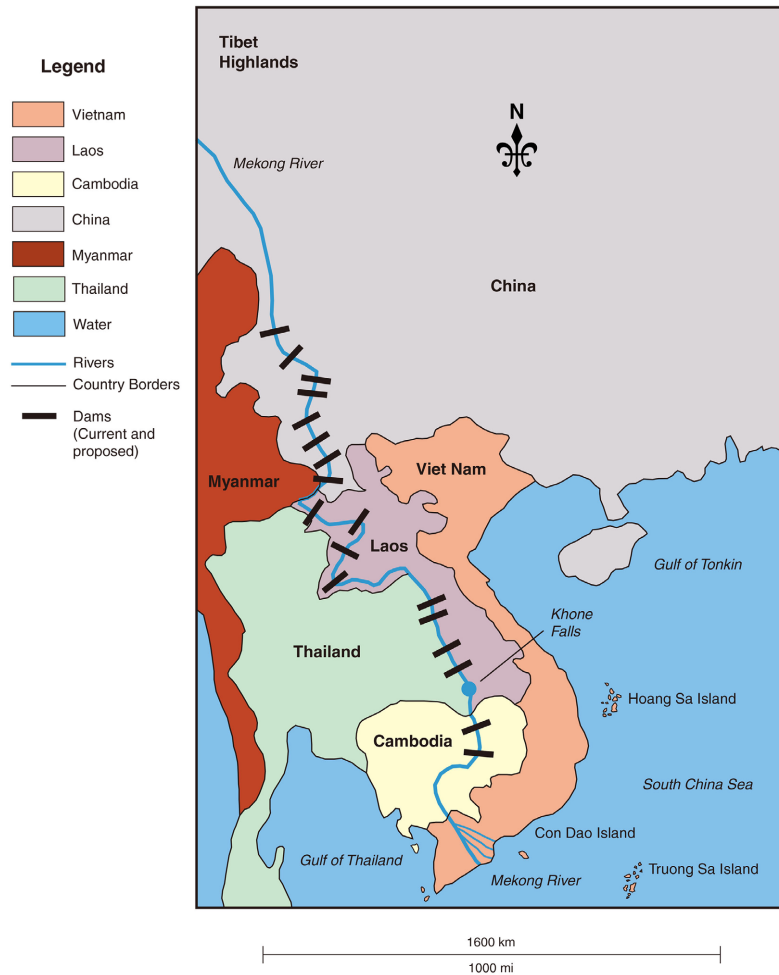 Legend
Vietnam
Laos
Cambodia
China
Myanmar
Thailand
Water
Rivers
Country Borders
Dams
(Current and
proposed)
Tibet
Highlands
N
Mekong River
China
Viet Nam
Myanmar
Laos
Gulf of Tonkin
Khone
Falls
Thailand
Hoang Sa Island
Cambodia
South China Sea
Con Dao Island
Gulf of Thailand
Truong Sa Island
Mekong River
1600 km
1000 mi